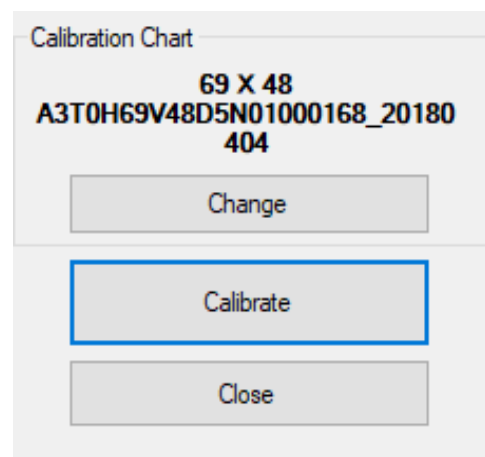 Calibration Chart
69 X 48
A3T0H69V48D5N01000168_20180
404
Change
Calibrate
Close